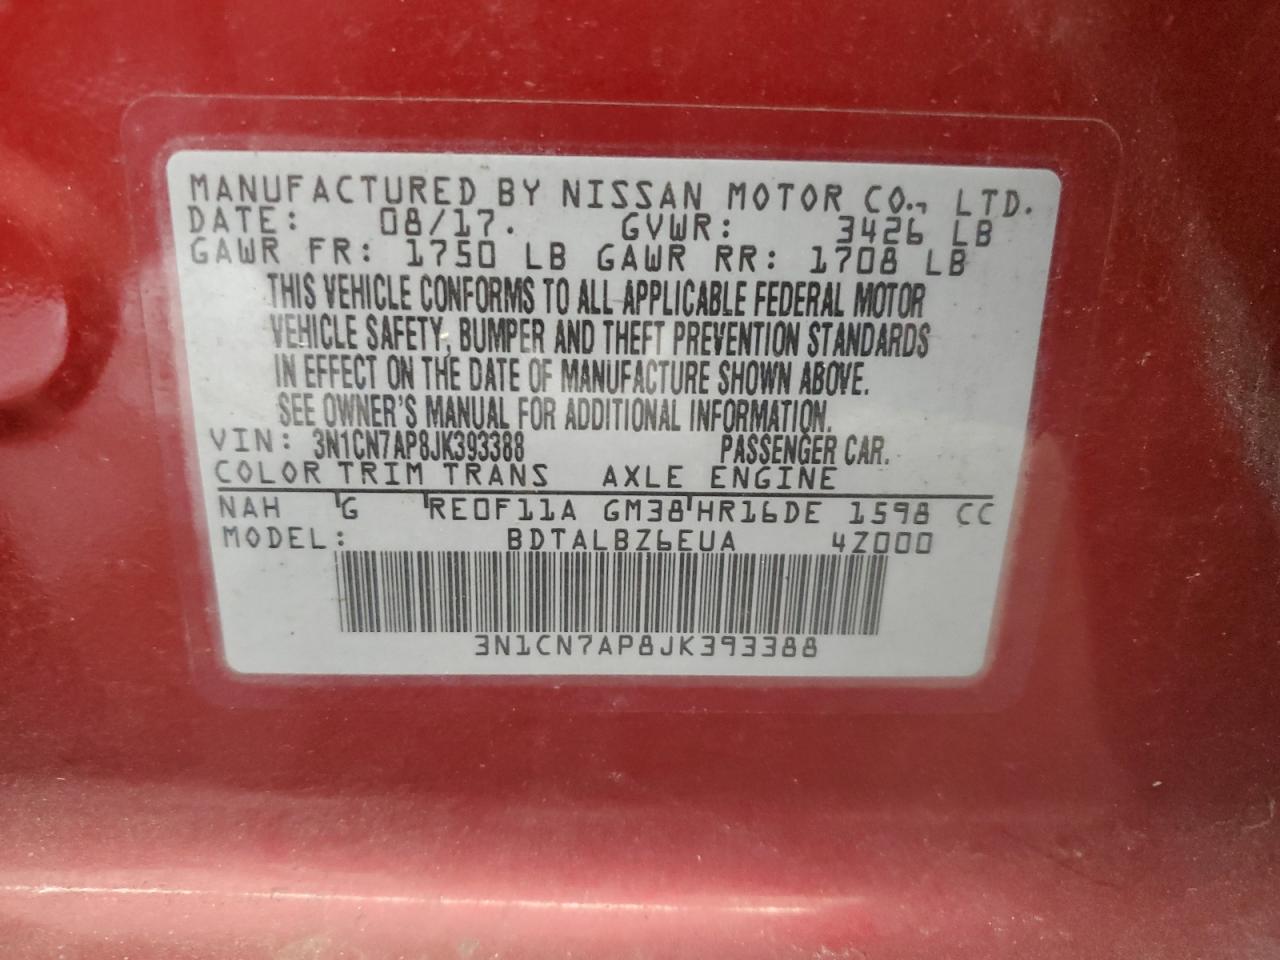 MANUFACTURED BY NISSAN MOTOR CO., LTD.
DATE: 08/17. GVWR: 3426 LB
GAWR FR: 1750 LB GAWR RR: 1708 LB
THIS VEHICLE CONFORMS TO ALL APPLICABLE FEDERAL MOTOR
VEHICLE SAFETY, BUMPER AND THEFT PREVENTION STANDARDS
IN EFFECT ON THE DATE OF MANUFACTURE SHOWN ABOVE.
SEE OWNER'S MANUAL FOR ADDITIONAL INFORMATION.
VIN: 3N1CN7AP8JK393388 PASSENGER CAR.
COLOR TRIM TRANS AXLE ENGINE
NAH G RE0F11A GM38 HR16DE 1598 CC
MODEL: BDTALBZ6EUA 4Z000
3N1CN7AP8JK393388